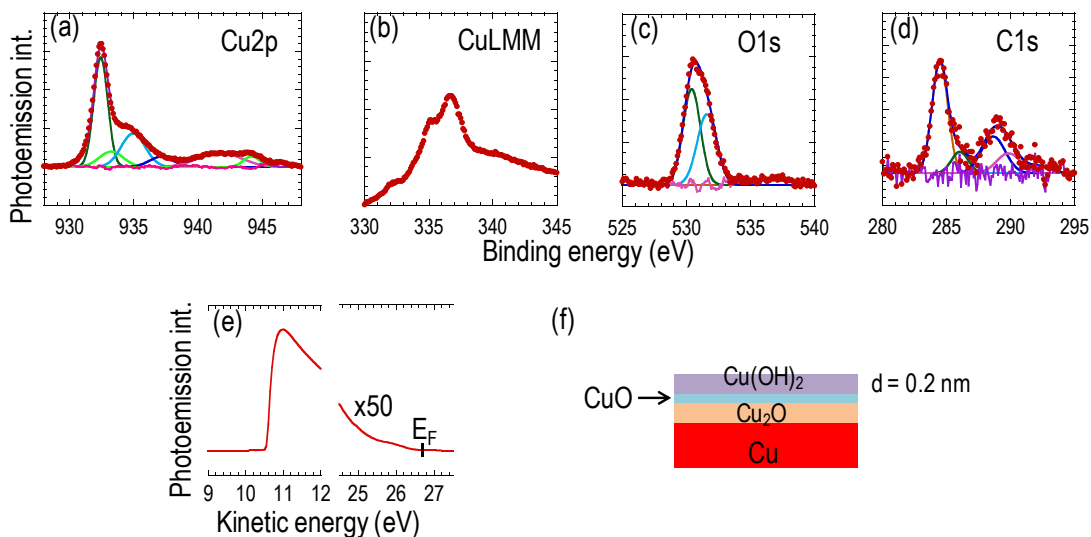 (a) Cu2p
(b) CuLMM
(c) O1s
(d) C1s
Photoemission int.
930 935 940 945
330 335 340 345
525 530 535 540
280 285 290 295
Binding energy (eV)
(e)
Photoemission int.
x50
E_F
9 10 11 12 25 26 27
Kinetic energy (eV)
(f)
Cu(OH)₂
d = 0.2 nm
CuO
Cu₂O
Cu